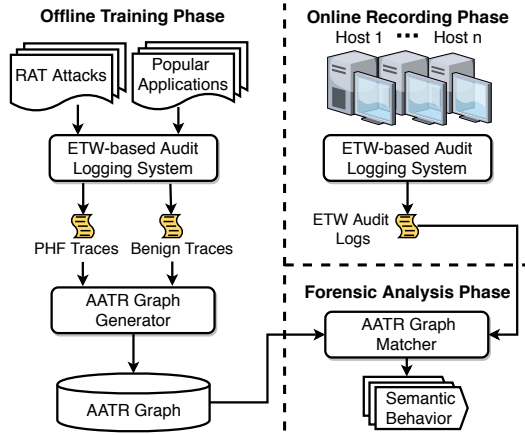 Offline Training Phase
RAT Attacks
Popular
Applications
ETW-based Audit
Logging System
PHF Traces
Benign Traces
AATR Graph
Generator
AATR Graph
Online Recording Phase
Host 1 ··· Host n
ETW-based Audit
Logging System
ETW Audit
Logs
Forensic Analysis Phase
AATR Graph
Matcher
Semantic
Behavior